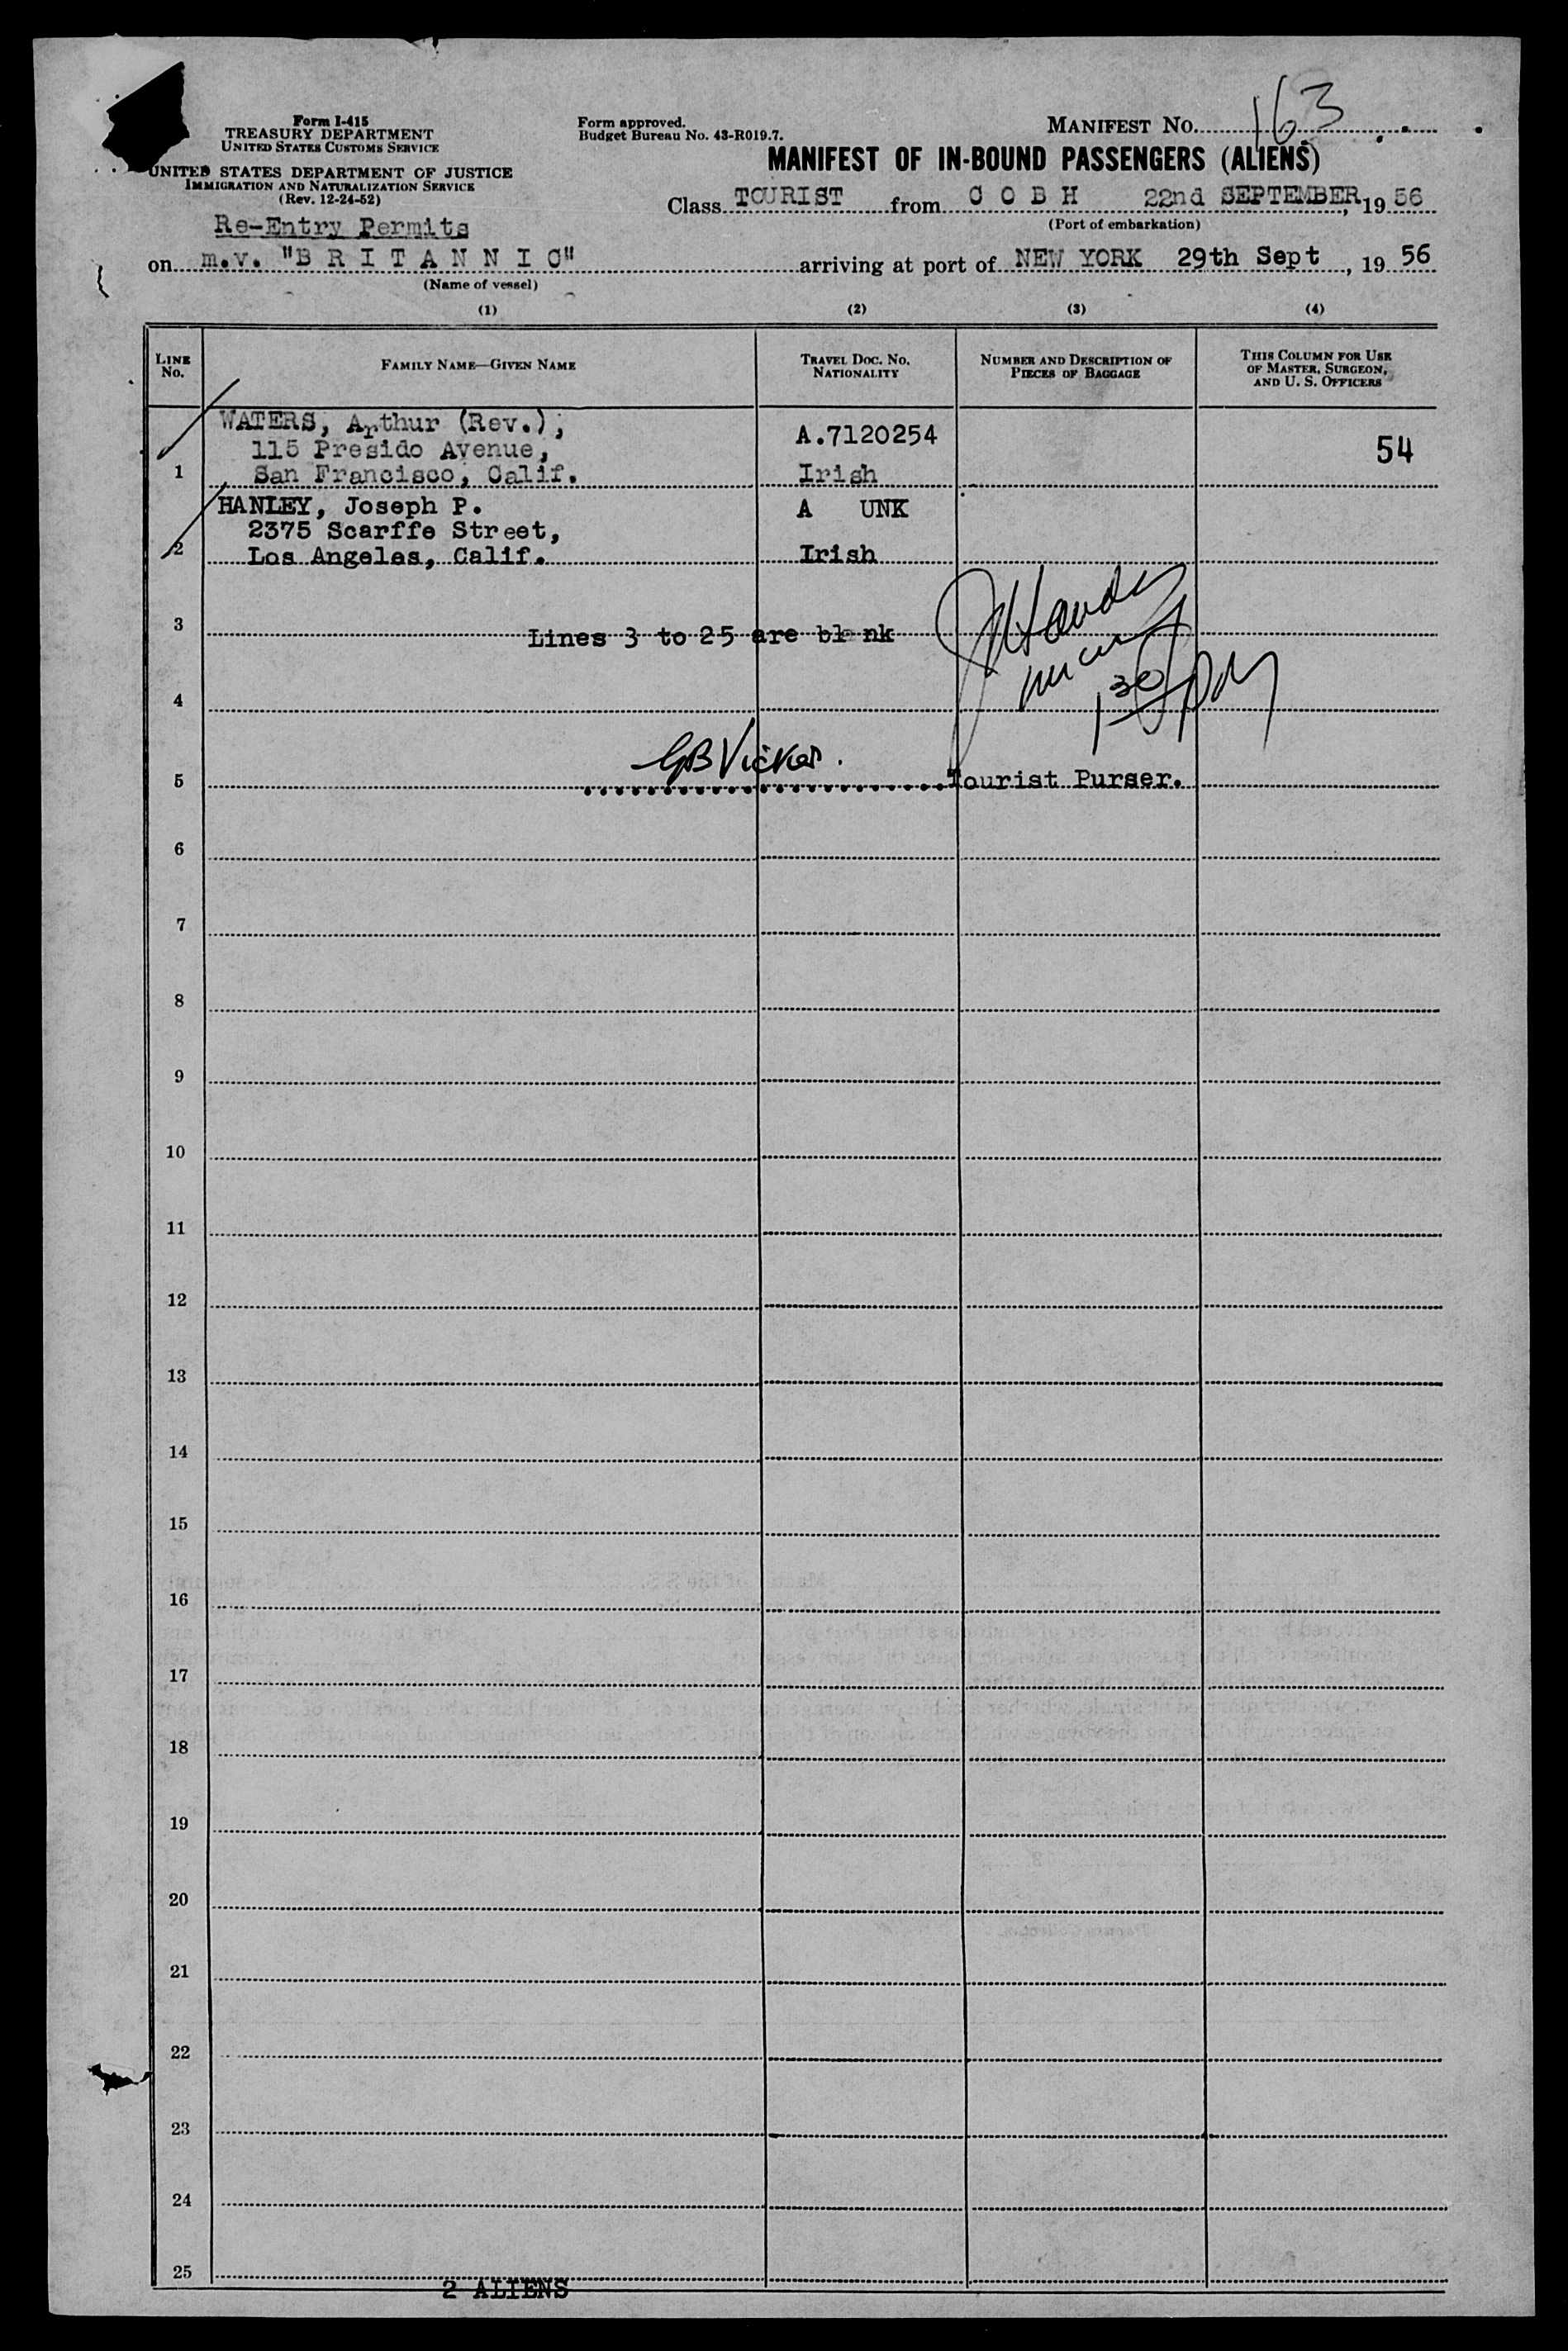 Form I-415
TREASURY DEPARTMENT
UNITED STATES CUSTOMS SERVICE
UNITED STATES DEPARTMENT OF JUSTICE
IMMIGRATION AND NATURALIZATION SERVICE
(Rev. 12-24-52)
Form approved.
Budget Bureau No. 43-R019.7.
MANIFEST NO. 163
MANIFEST OF IN-BOUND PASSENGERS (ALIENS)
Class TOURIST from C O B H 22nd SEPTEMBER, 19 56
(Port of embarkation)
Re-Entry Permits
on m.v. "B R I T A N N I C" arriving at port of NEW YORK 29th Sept, 19 56
(Name of vessel)
(1) (2) (3) (4)
LINE NO. FAMILY NAME—GIVEN NAME TRAVEL DOC. NO. NATIONALITY NUMBER AND DESCRIPTION OF PIECES OF BAGGAGE THIS COLUMN FOR USE OF MASTER, SURGEON, AND U. S. OFFICERS
WATERS, Arthur (Rev.), A.7120254 54
115 Presido Avenue,
1 San Francisco, Calif. Irish
HANLEY, Joseph P. A UNK
2375 Scarffe Street,
2 Los Angeles, Calif. Irish
3 Lines 3 to 25 are blank
4
130
GB Vicker.
5 Tourist Purser.
6
7
8
9
10
11
12
13
14
15
16
17
18
19
20
21
22
23
24
25
2 ALIENS